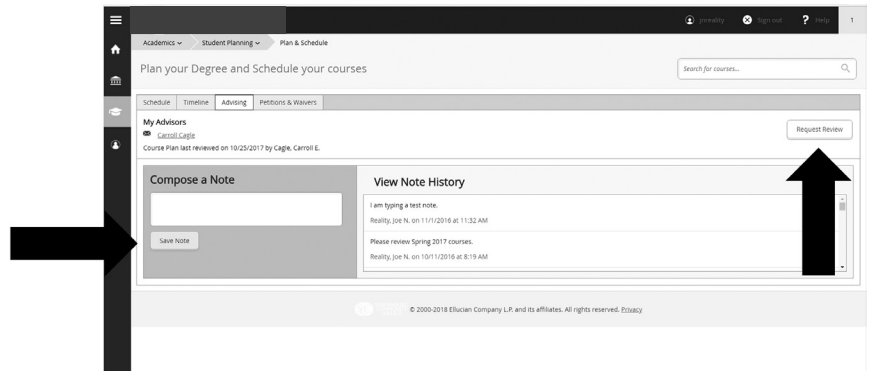 jnreality Sign out ? Help 1
Academics Student Planning Plan & Schedule
Plan your Degree and Schedule your courses
Search for courses...
Schedule Timeline Advising Petitions & Waivers
My Advisors
Carroll Cagle
Course Plan last reviewed on 10/25/2017 by Cagle, Carroll E.
Request Review
Compose a Note
Save Note
View Note History
I am typing a test note.
Reality, Joe N. on 11/1/2016 at 11:32 AM
Please review Spring 2017 courses.
Reality, Joe N. on 10/11/2016 at 8:19 AM
© 2000-2018 Ellucian Company L.P. and its affiliates. All rights reserved. Privacy